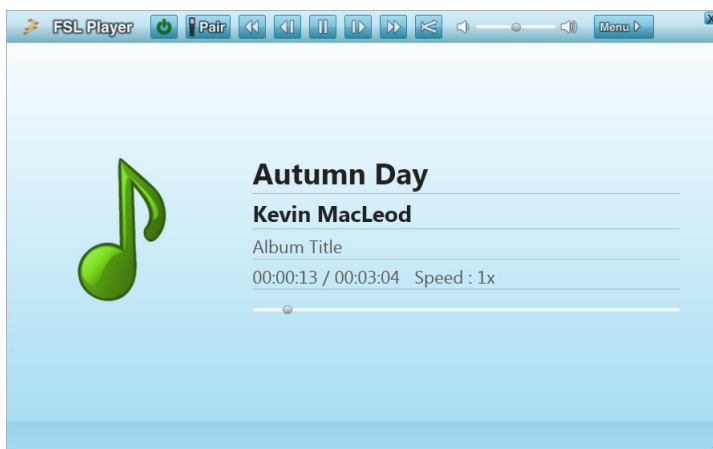 FSL Player Pair Menu
Autumn Day
Kevin MacLeod
Album Title
00:00:13 / 00:03:04 Speed : 1x